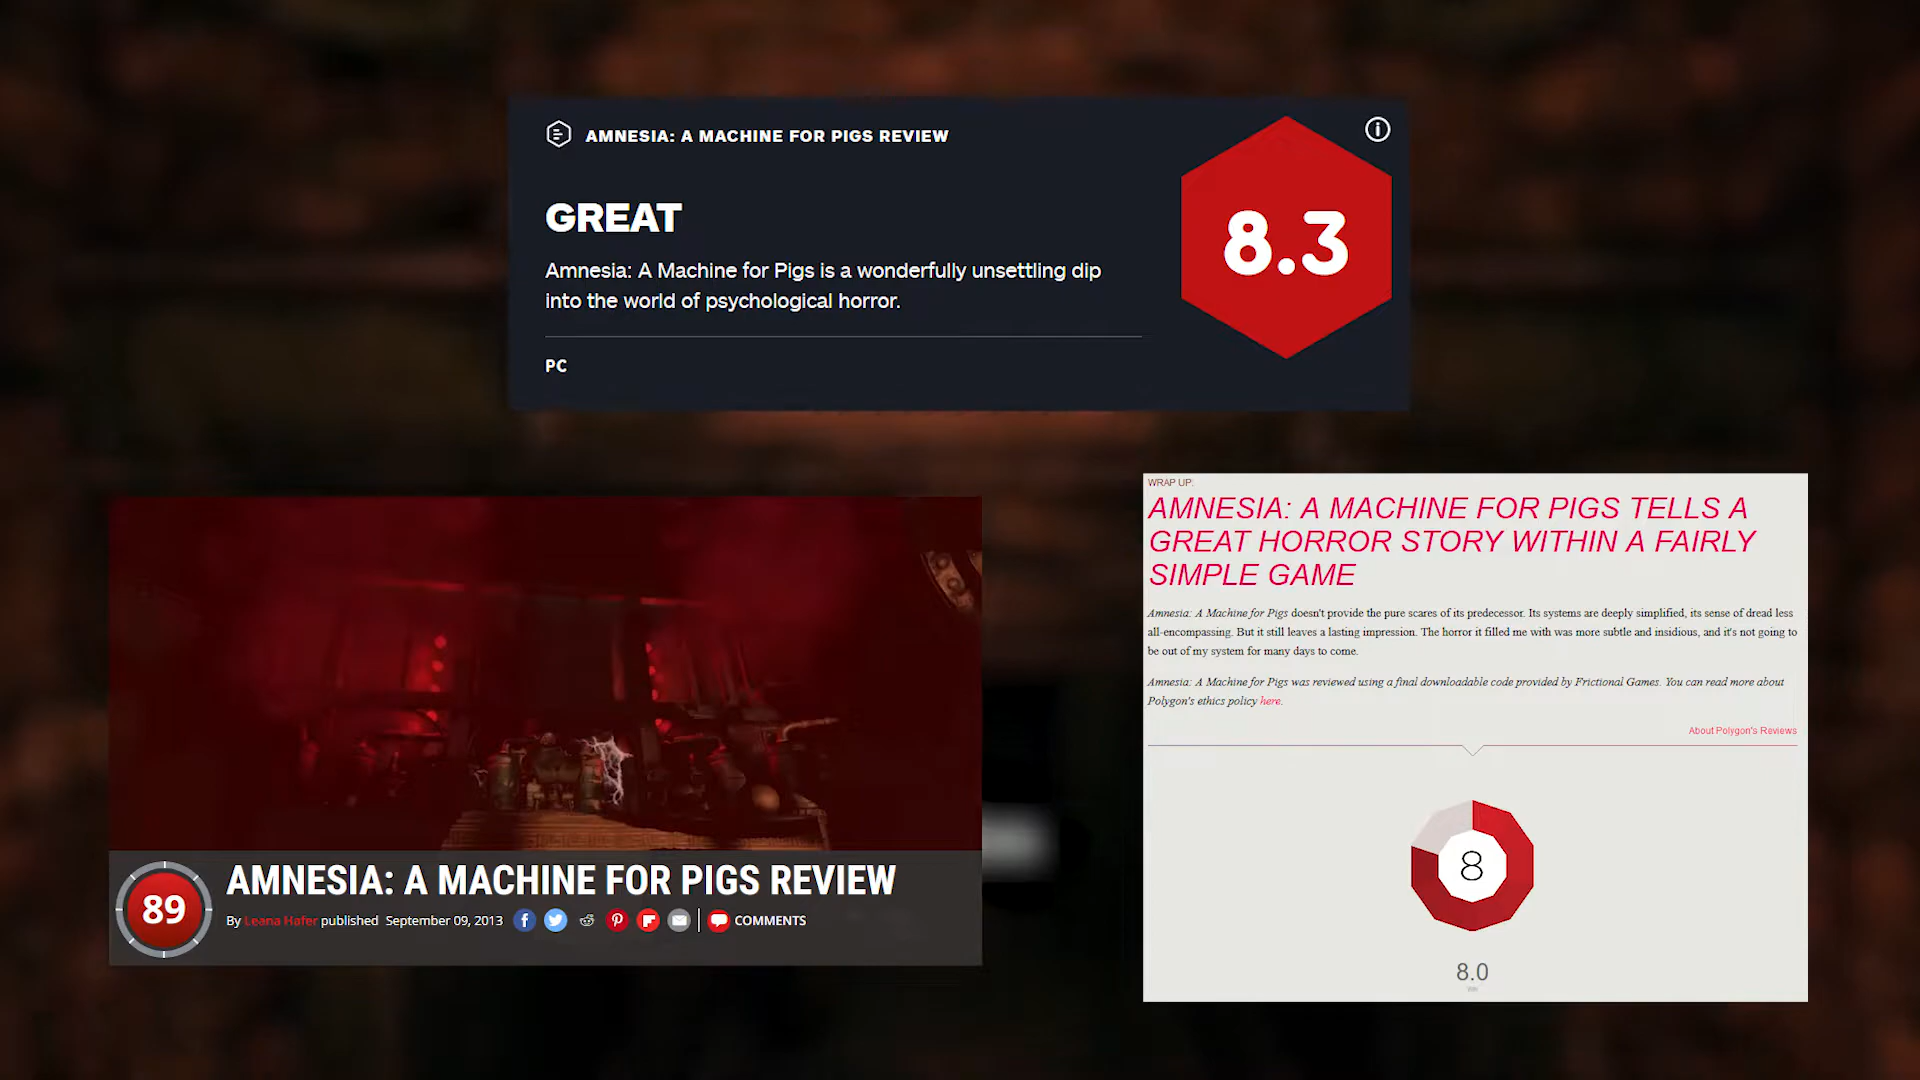 AMNESIA: A MACHINE FOR PIGS REVIEW
GREAT
8.3
Amnesia: A Machine for Pigs is a wonderfully unsettling dip
into the world of psychological horror.
PC
89
AMNESIA: A MACHINE FOR PIGS REVIEW
By Leana Hafer published September 09, 2013 COMMENTS
WRAP UP:
AMNESIA: A MACHINE FOR PIGS TELLS A
GREAT HORROR STORY WITHIN A FAIRLY
SIMPLE GAME
Amnesia: A Machine for Pigs doesn't provide the pure scares of its predecessor. Its systems are deeply simplified, its sense of dread less
all-encompassing. But it still leaves a lasting impression. The horror it filled me with was more subtle and insidious, and it's not going to
be out of my system for many days to come.
Amnesia: A Machine for Pigs was reviewed using a final downloadable code provided by Frictional Games. You can read more about
Polygon's ethics policy here.
About Polygon's Reviews
8
8.0